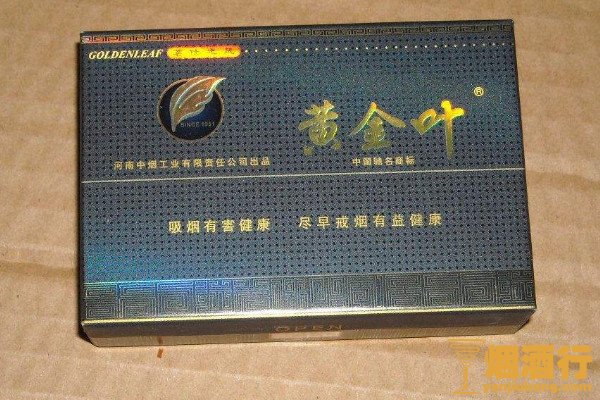 GOLDENLEAF
SINCE 1951
黄金叶®
河南中烟工业有限责任公司出品
中国驰名商标
吸烟有害健康 尽早戒烟有益健康
OPEN
烟酒行